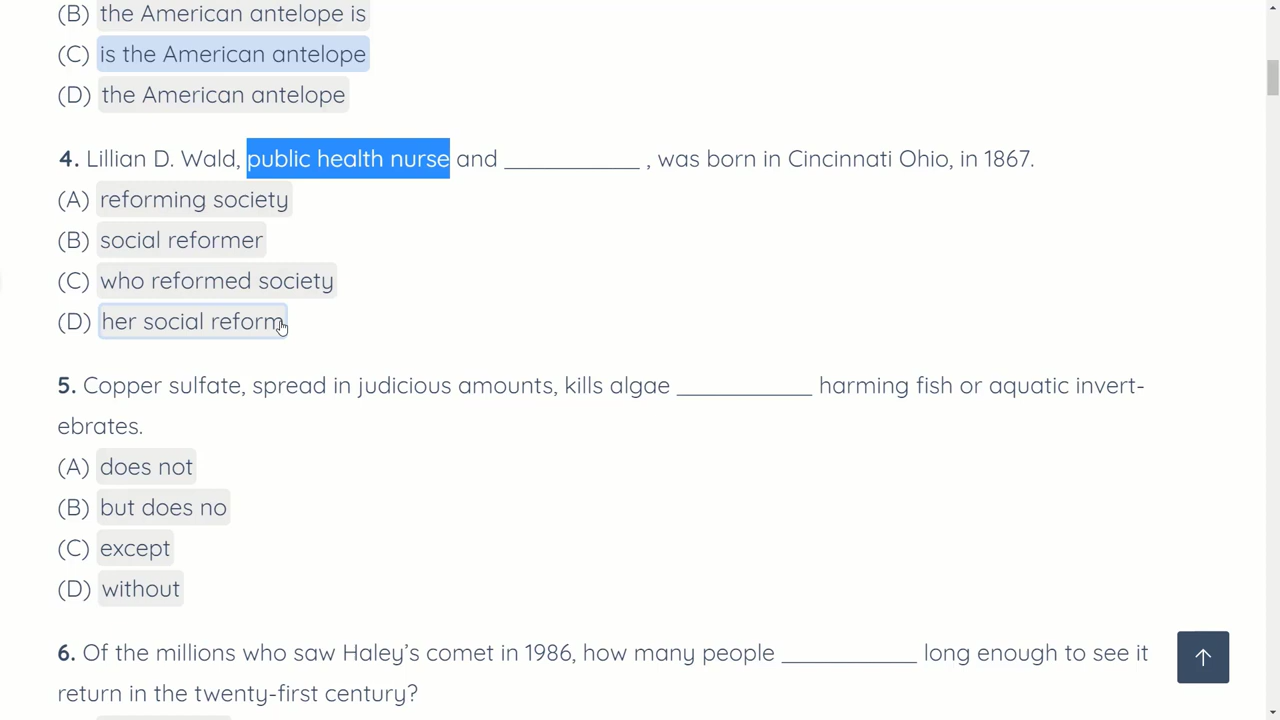 (B) the American antelope is
(C) is the American antelope
(D) the American antelope
4. Lillian D. Wald, public health nurse and ____________ , was born in Cincinnati Ohio, in 1867.
(A) reforming society
(B) social reformer
(C) who reformed society
(D) her social reform
5. Copper sulfate, spread in judicious amounts, kills algae ____________ harming fish or aquatic invert-
ebrates.
(A) does not
(B) but does no
(C) except
(D) without
6. Of the millions who saw Haley’s comet in 1986, how many people ____________ long enough to see it
return in the twenty-first century?